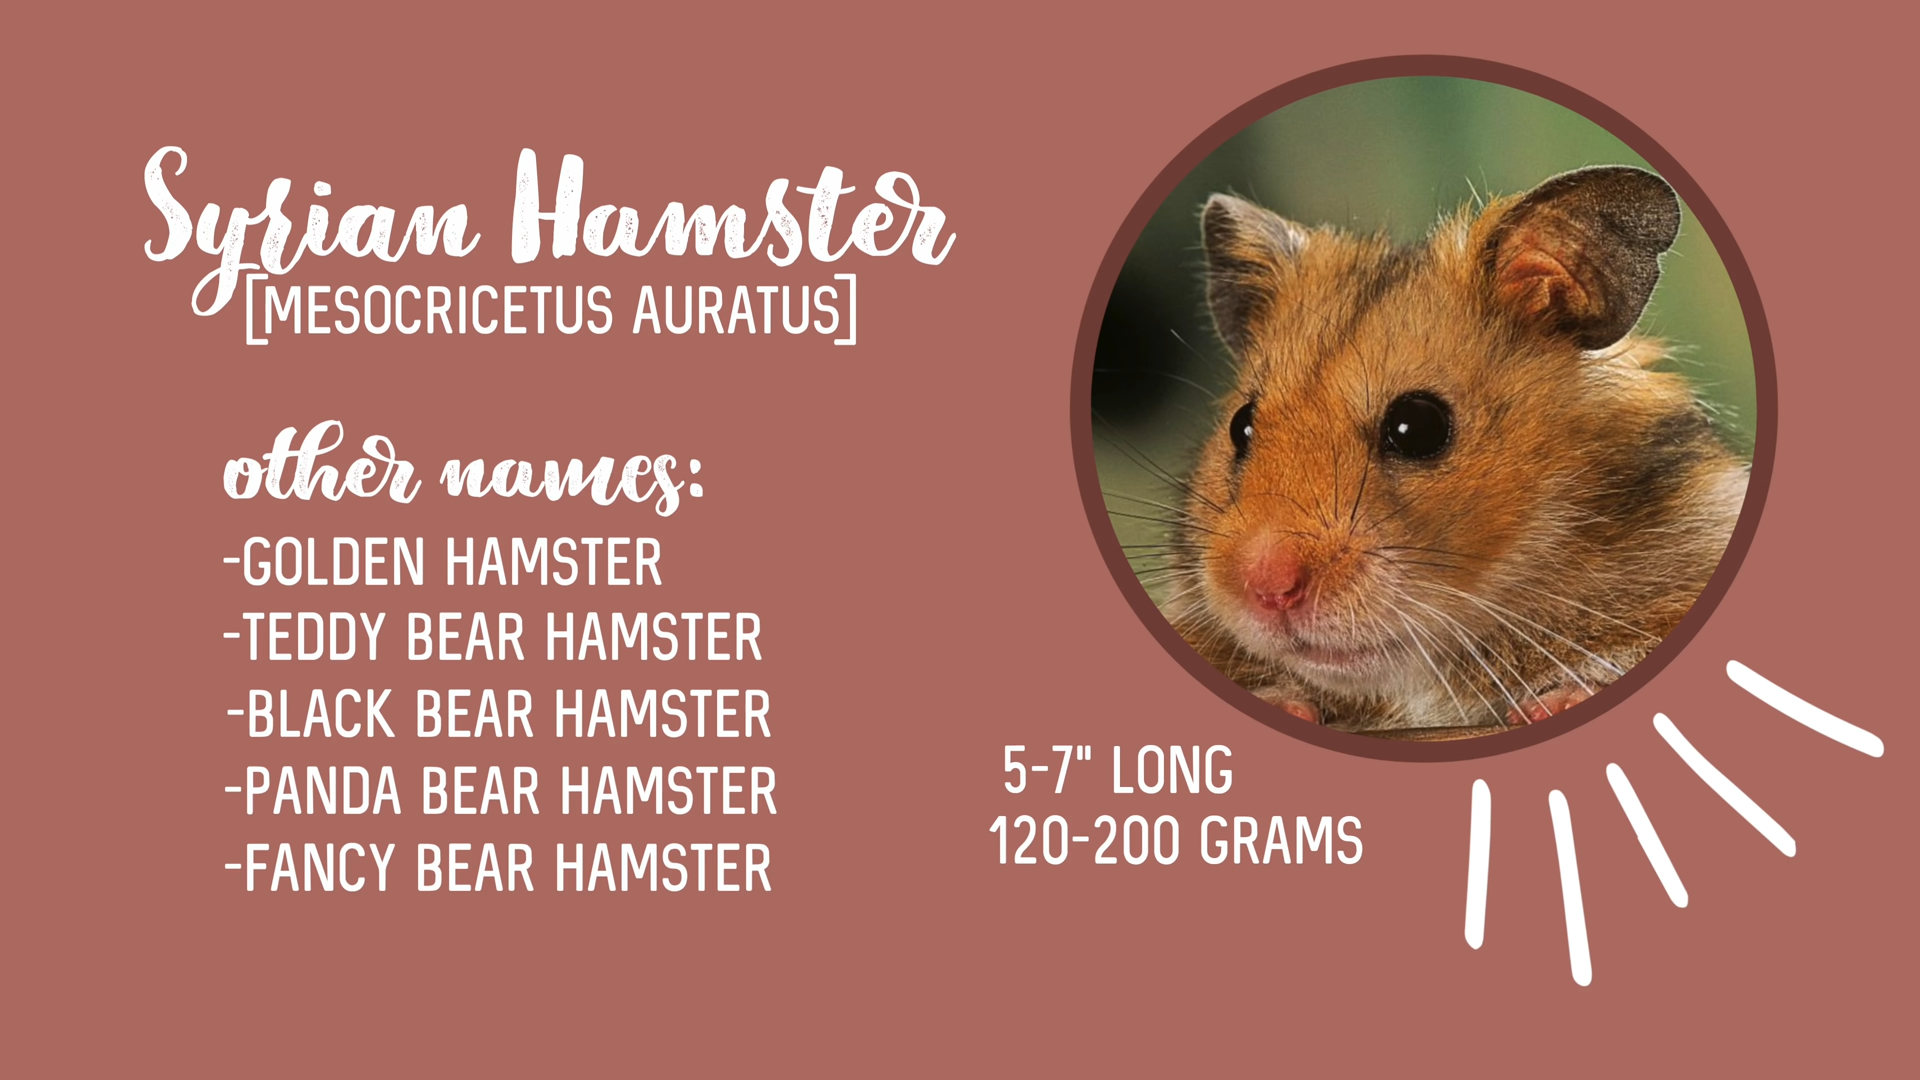 Syrian Hamster
[MESOCRICETUS AURATUS]
other names:
-GOLDEN HAMSTER
-TEDDY BEAR HAMSTER
-BLACK BEAR HAMSTER
-PANDA BEAR HAMSTER
-FANCY BEAR HAMSTER
5-7" LONG
120-200 GRAMS